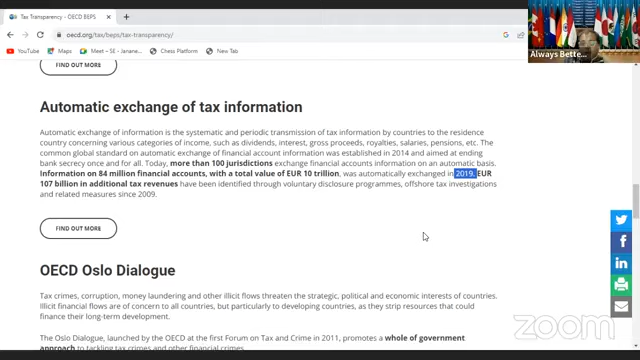 Tax Transparency - OECD BEPS
oecd.org/tax/beps/tax-transparency/
YouTube Maps Meet – SE - Janane Chess Platform New Tab
Always Bette...
FIND OUT MORE
Automatic exchange of tax information
Automatic exchange of information is the systematic and periodic transmission of tax information by countries to the residence
country concerning various categories of income, such as dividends, interest, gross proceeds, royalties, salaries, pensions, etc. The
common global standard on automatic exchange of financial account information was established in 2014 and aimed at ending
bank secrecy once and for all. Today, more than 100 jurisdictions exchange financial accounts information on an automatic basis.
Information on 84 million financial accounts, with a total value of EUR 10 trillion, was automatically exchanged in 2019. EUR
107 billion in additional tax revenues have been identified through voluntary disclosure programmes, offshore tax investigations
and related measures since 2009.
FIND OUT MORE
OECD Oslo Dialogue
Tax crimes, corruption, money laundering and other illicit flows threaten the strategic, political and economic interests of countries.
Illicit financial flows are of concern to all countries, but particularly to developing countries, as they strip resources that could
finance their long-term development.
The Oslo Dialogue, launched by the OECD at the first Forum on Tax and Crime in 2011, promotes a whole of government
approach to tackling tax crimes and other financial crimes.
zoom